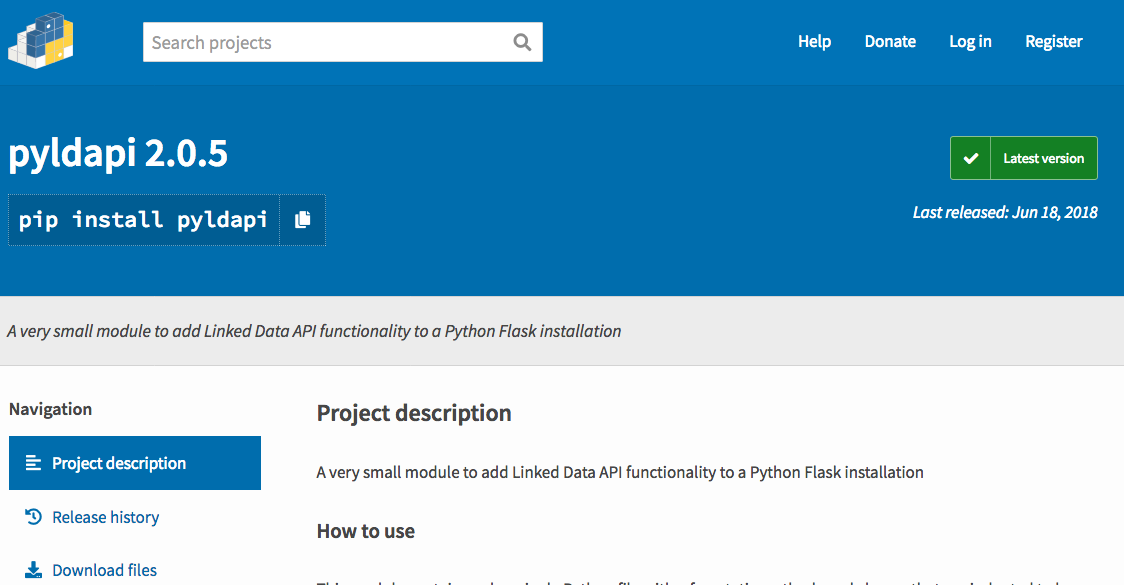 Search projects
Help
Donate
Log in
Register
pyldapi 2.0.5
Latest version
pip install pyldapi
Last released: Jun 18, 2018
A very small module to add Linked Data API functionality to a Python Flask installation
Navigation
Project description
Release history
Download files
Project description
A very small module to add Linked Data API functionality to a Python Flask installation
How to use